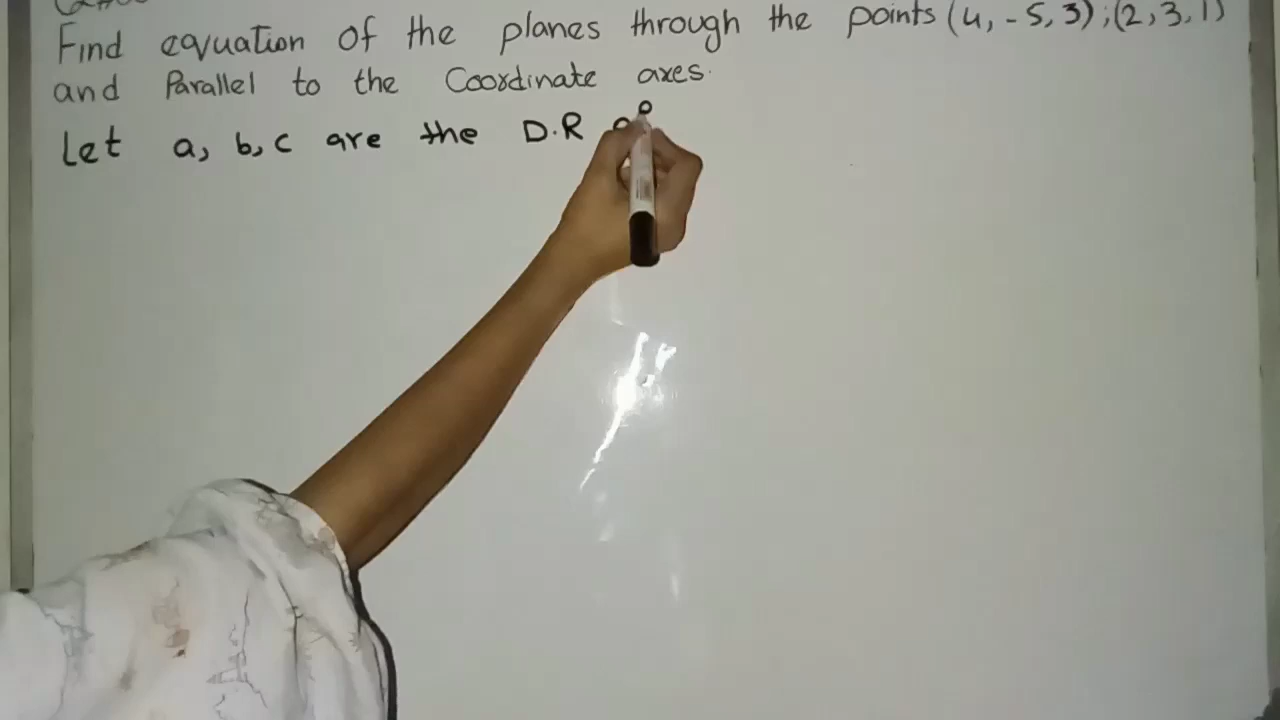 Find equation of the planes through the points (4, -5, 3) ; (2, 3, 1)
and Parallel to the Coordinate axes.
Let a, b, c are the D.R